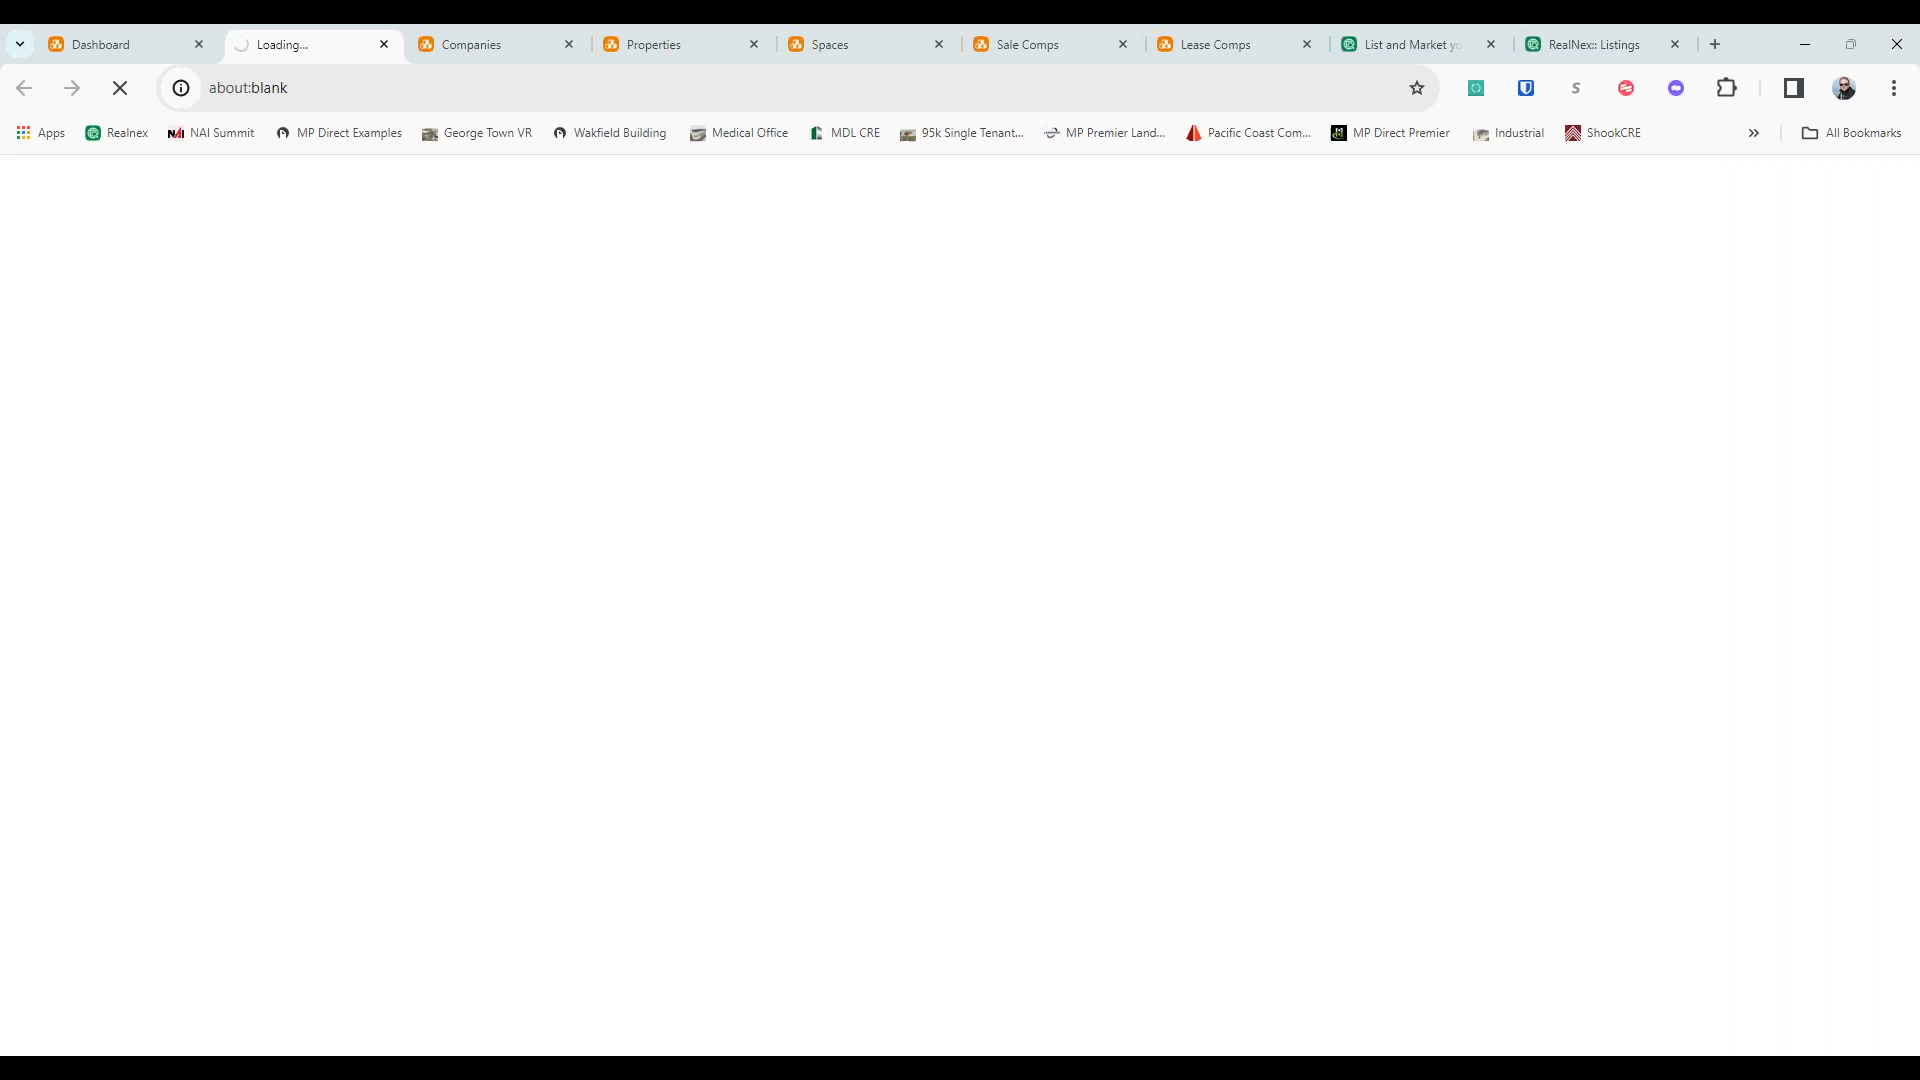 Dashboard Loading... Companies Properties Spaces Sale Comps Lease Comps List and Market yo RealNex:: Listings
about:blank
Apps Realnex NAI Summit MP Direct Examples George Town VR Wakfield Building Medical Office MDL CRE 95k Single Tenant... MP Premier Land... Pacific Coast Com... MP Direct Premier Industrial ShookCRE All Bookmarks